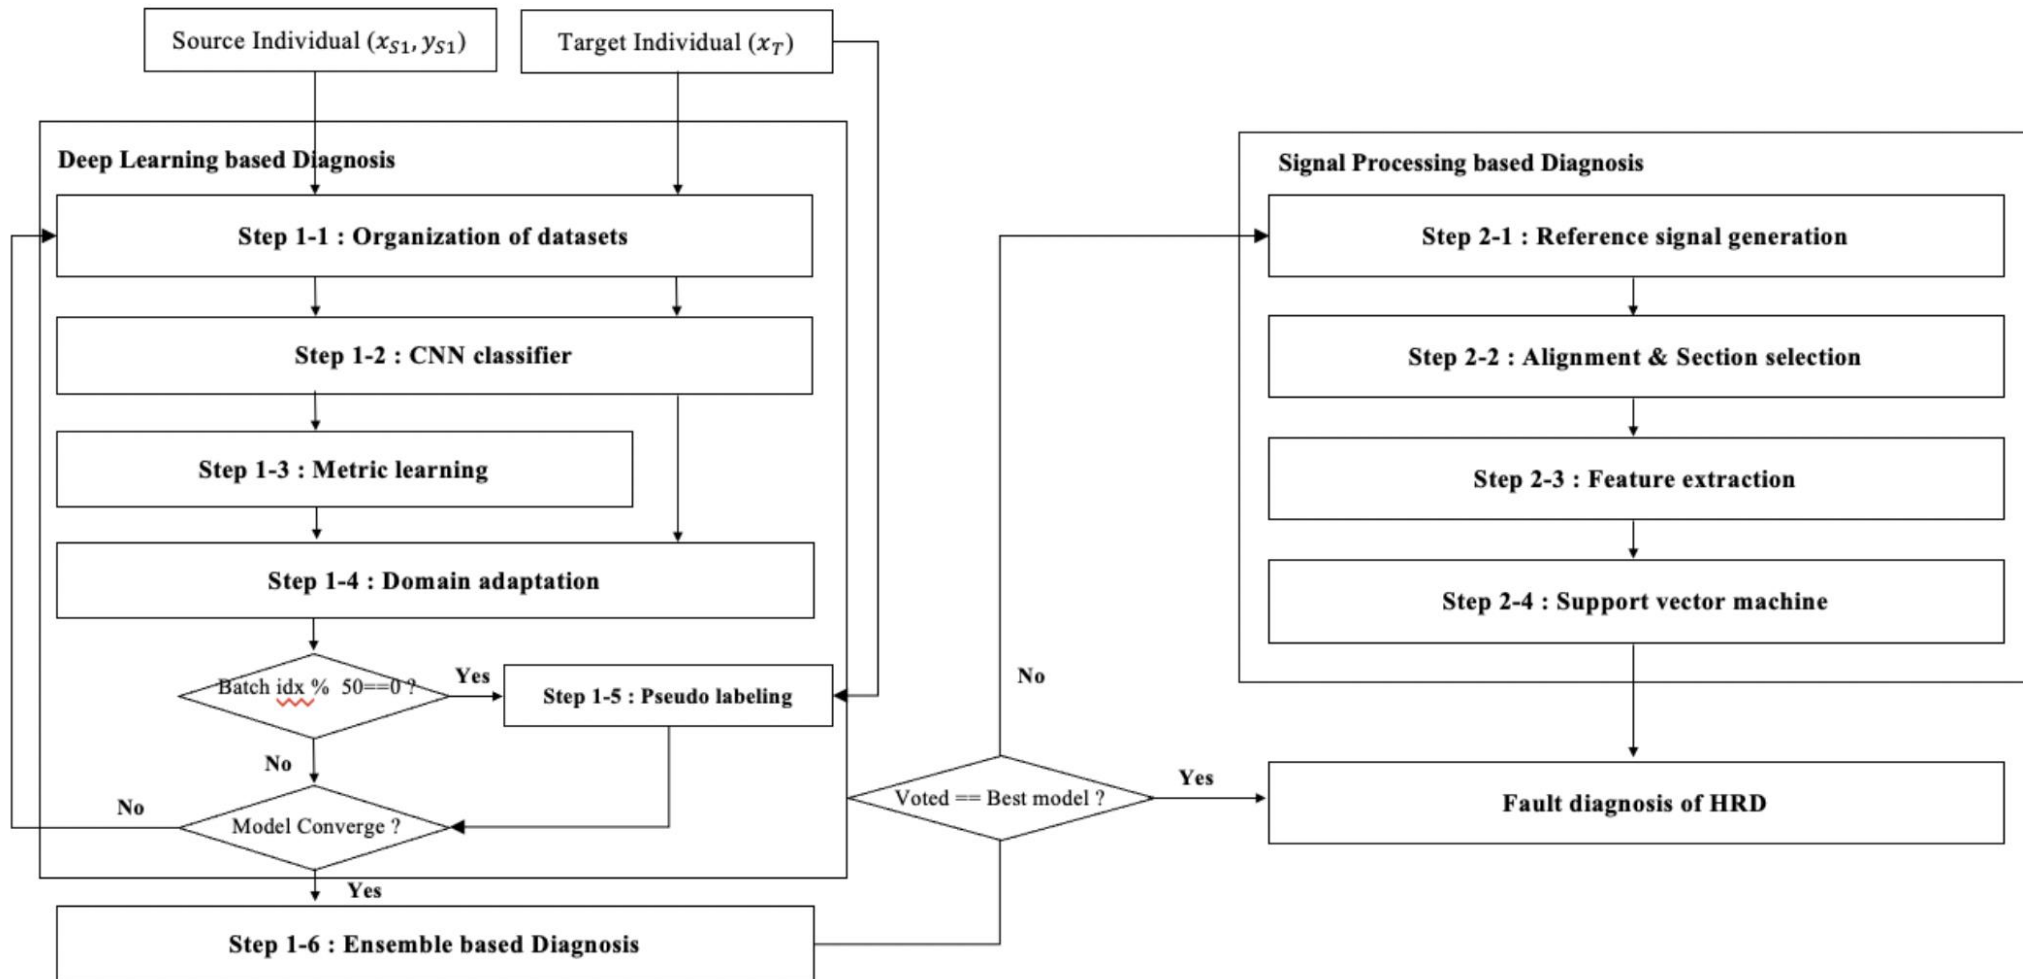 Source Individual (x_{S1}, y_{S1})
Target Individual (x_T)
Deep Learning based Diagnosis
Step 1-1 : Organization of datasets
Step 1-2 : CNN classifier
Step 1-3 : Metric learning
Step 1-4 : Domain adaptation
Batch idx % 50==0 ?
Yes
Step 1-5 : Pseudo labeling
No
No
Model Converge ?
Yes
Step 1-6 : Ensemble based Diagnosis
No
Voted == Best model ?
Yes
Signal Processing based Diagnosis
Step 2-1 : Reference signal generation
Step 2-2 : Alignment & Section selection
Step 2-3 : Feature extraction
Step 2-4 : Support vector machine
Fault diagnosis of HRD